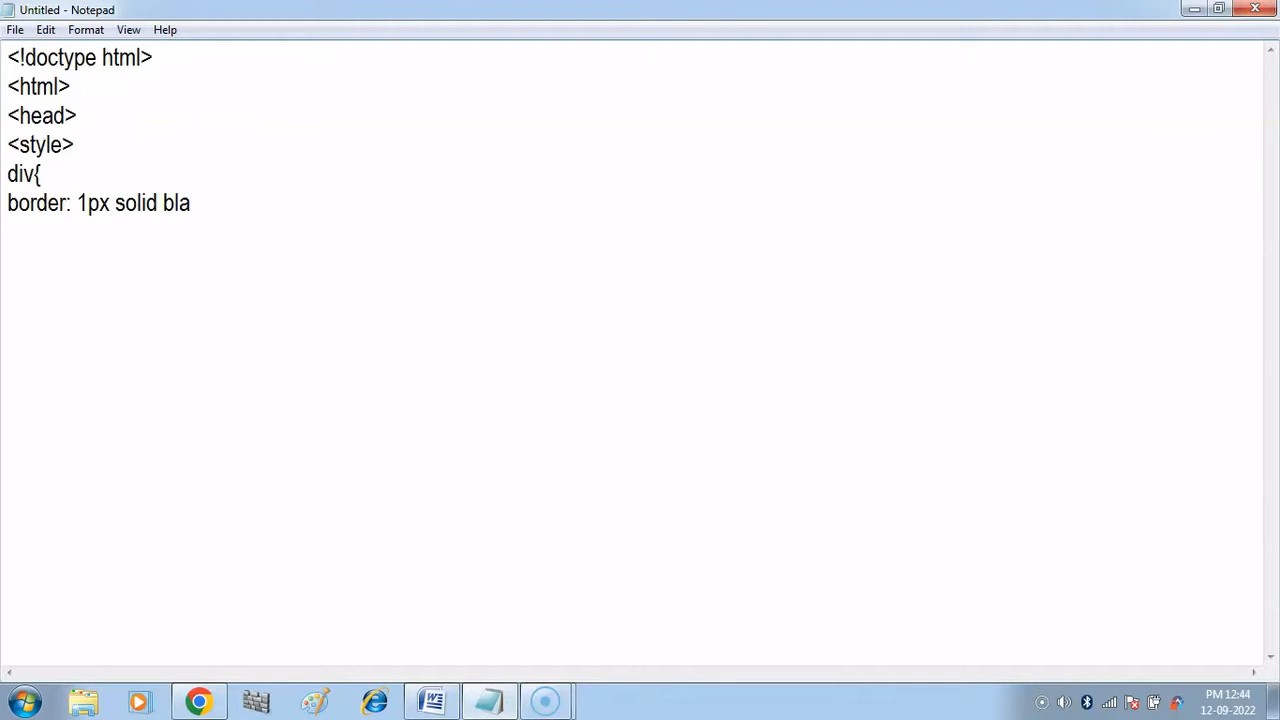 Untitled - Notepad
File Edit Format View Help
<!doctype html>
<html>
<head>
<style>
div{
border: 1px solid bla
PM 12:44
12-09-2022